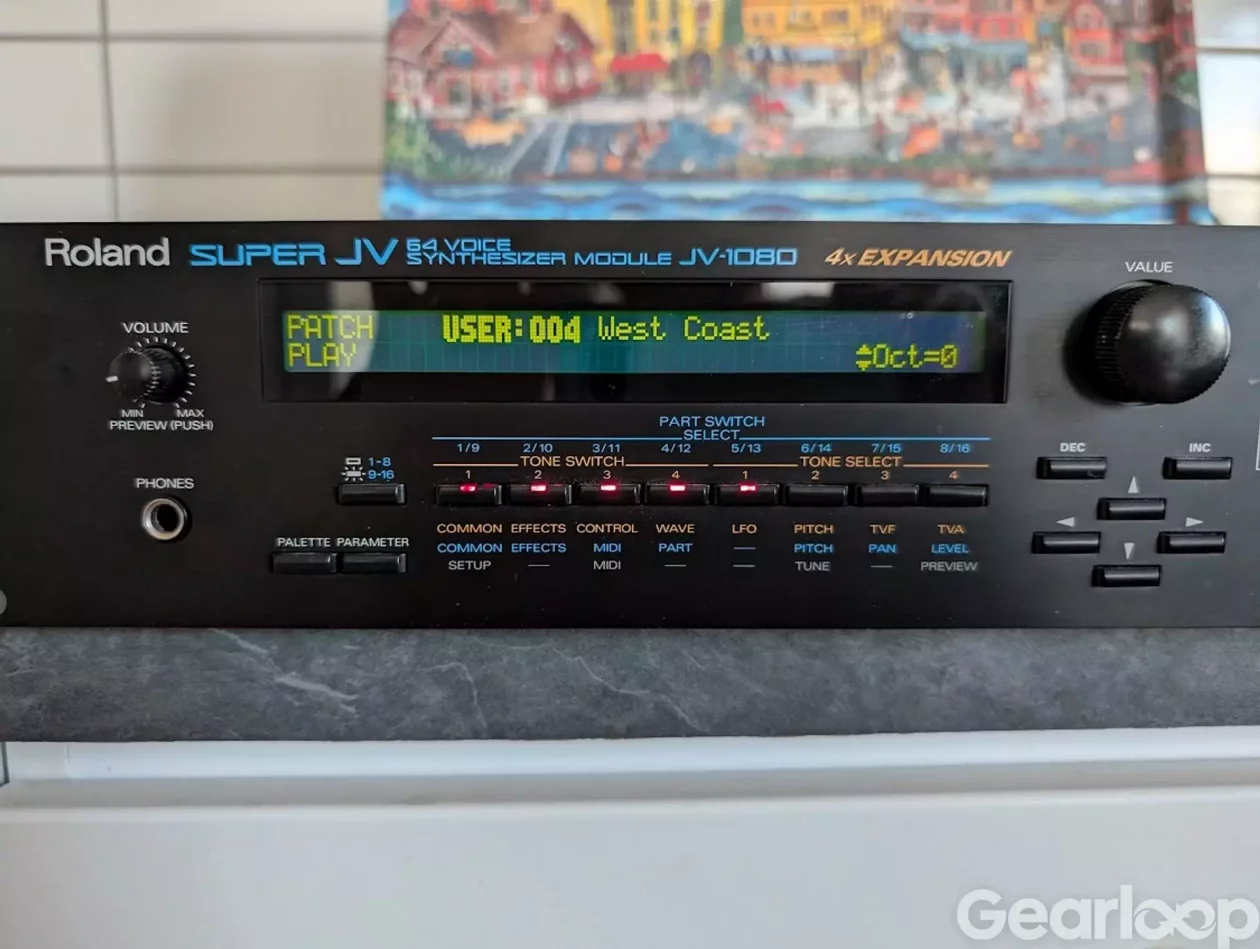 Roland SUPER JV 64 VOICE SYNTHESIZER MODULE JV-1080 4x EXPANSION
VALUE
VOLUME
MIN MAX
PREVIEW (PUSH)
PATCH USER:004 West Coast
PLAY Oct=0
PART SWITCH
SELECT
1/9 2/10 3/11 4/12 5/13 6/14 7/15 8/16
TONE SWITCH TONE SELECT
1 2 3 4 1 2 3 4
1-8
9-16
DEC INC
PHONES
PALETTE PARAMETER
COMMON EFFECTS CONTROL WAVE LFO PITCH TVF TVA
COMMON EFFECTS MIDI PART — PITCH PAN LEVEL
SETUP — MIDI — — TUNE — PREVIEW
Gearloop